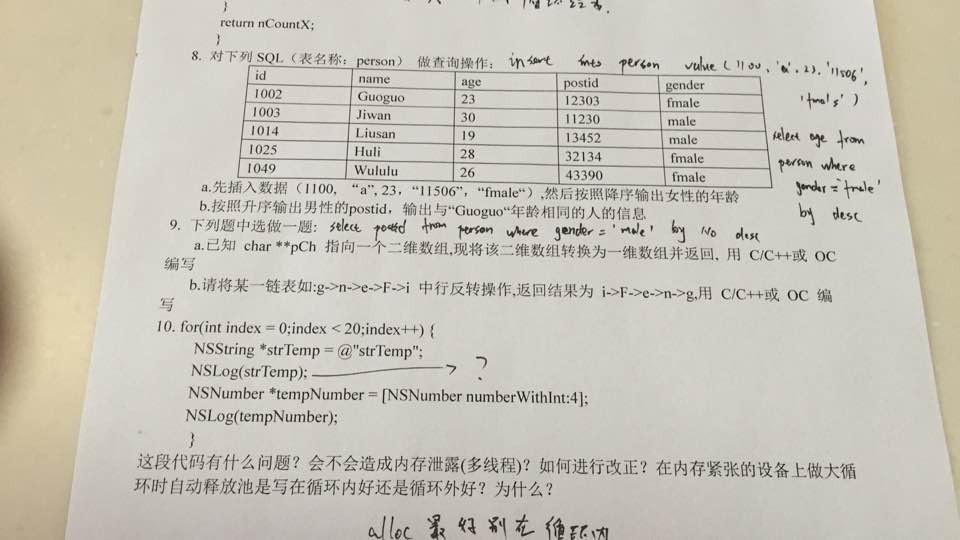 }
return nCountX;
}
8. 对下列 SQL（表名称：person）做查询操作： insert into person value (1100, 'a', 23, '11506',
'fmale')
id name age postid gender
1002 Guoguo 23 12303 fmale
1003 Jiwan 30 11230 male
1014 Liusan 19 13452 male
1025 Huli 28 32134 fmale
1049 Wululu 26 43390 fmale
select age from
person where
gender='fmale'
by desc
a.先插入数据（1100, “a”, 23, “11506”, “fmale“）,然后按照降序输出女性的年龄
b.按照升序输出男性的postid，输出与“Guoguo“年龄相同的人的信息
9. 下列题中选做一题: select postid from person where gender='male' by No desc
a.已知 char **pCh 指向一个二维数组,现将该二维数组转换为一维数组并返回, 用 C/C++或 OC
编写
b.请将某一链表如:g->n->e->F->i 中行反转操作,返回结果为 i->F->e->n->g,用 C/C++或 OC 编
写
10. for(int index = 0;index < 20;index++) {
NSString *strTemp = @"strTemp";
NSLog(strTemp); ?
NSNumber *tempNumber = [NSNumber numberWithInt:4];
NSLog(tempNumber);
}
这段代码有什么问题？会不会造成内存泄露(多线程)？如何进行改正？在内存紧张的设备上做大循
环时自动释放池是写在循环内好还是循环外好？为什么？
alloc 最好别在循环内